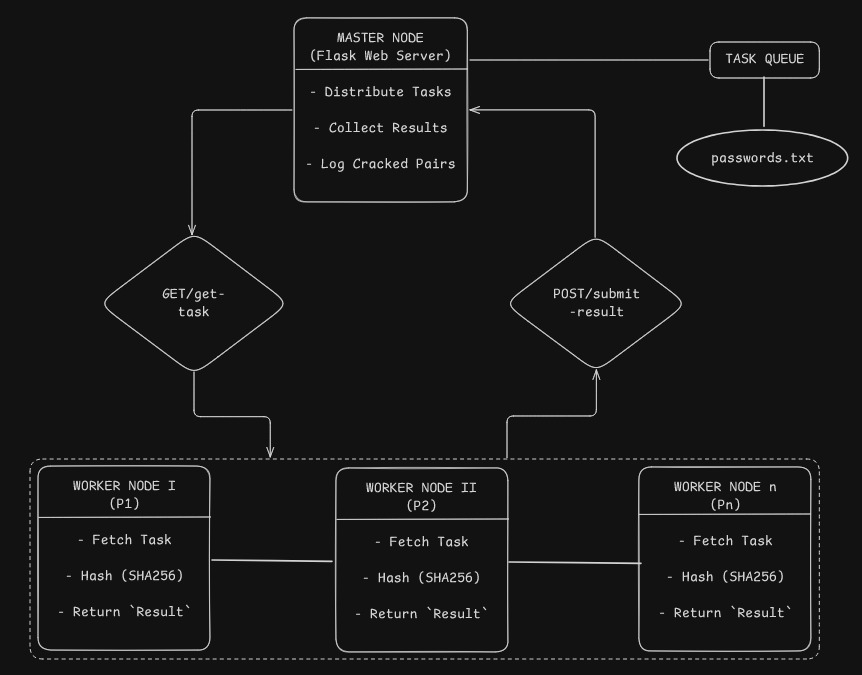 MASTER NODE
(Flask Web Server)
- Distribute Tasks
- Collect Results
- Log Cracked Pairs
TASK QUEUE
passwords.txt
GET/get-
task
POST/submit
-result
WORKER NODE I
(P1)
- Fetch Task
- Hash (SHA256)
- Return `Result`
WORKER NODE II
(P2)
- Fetch Task
- Hash (SHA256)
- Return `Result`
WORKER NODE n
(Pn)
- Fetch Task
- Hash (SHA256)
- Return `Result`